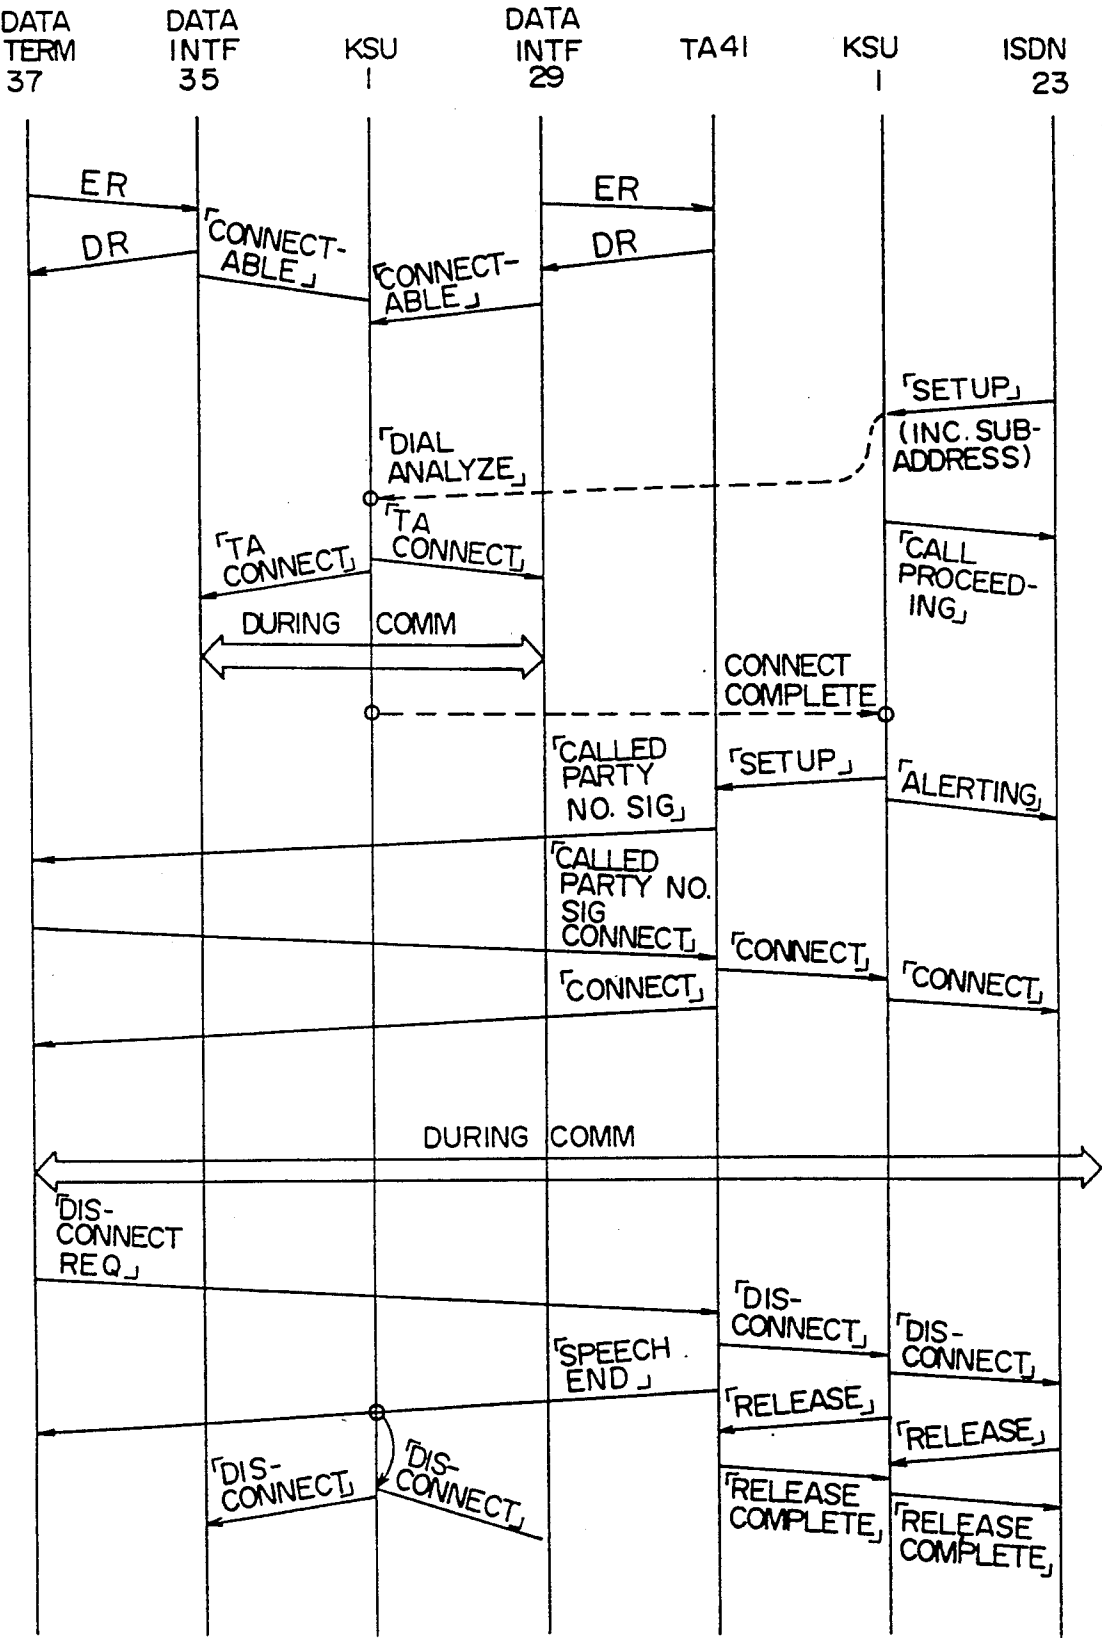 DATA
TERM
37
DATA
INTF
35
KSU
1
DATA
INTF
29
TA41
KSU
1
ISDN
23
ER
ER
DR
「CONNECT-
ABLE」
DR
「CONNECT-
ABLE」
「SETUP」
(INC. SUB-
ADDRESS)
「DIAL
ANALYZE」
「TA
CONNECT」
「TA
CONNECT」
「CALL
PROCEED-
ING」
DURING COMM
CONNECT
COMPLETE
「CALLED
PARTY
NO. SIG」
「SETUP」
「ALERTING」
「CALLED
PARTY NO.
SIG
CONNECT」
「CONNECT」
「CONNECT」
「CONNECT」
DURING COMM
「DIS-
CONNECT
REQ」
「DIS-
CONNECT」
「DIS-
CONNECT」
「SPEECH
END」
「RELEASE」
「RELEASE」
「DIS-
CONNECT」
「DIS-
CONNECT」
「RELEASE
COMPLETE」
「RELEASE
COMPLETE」